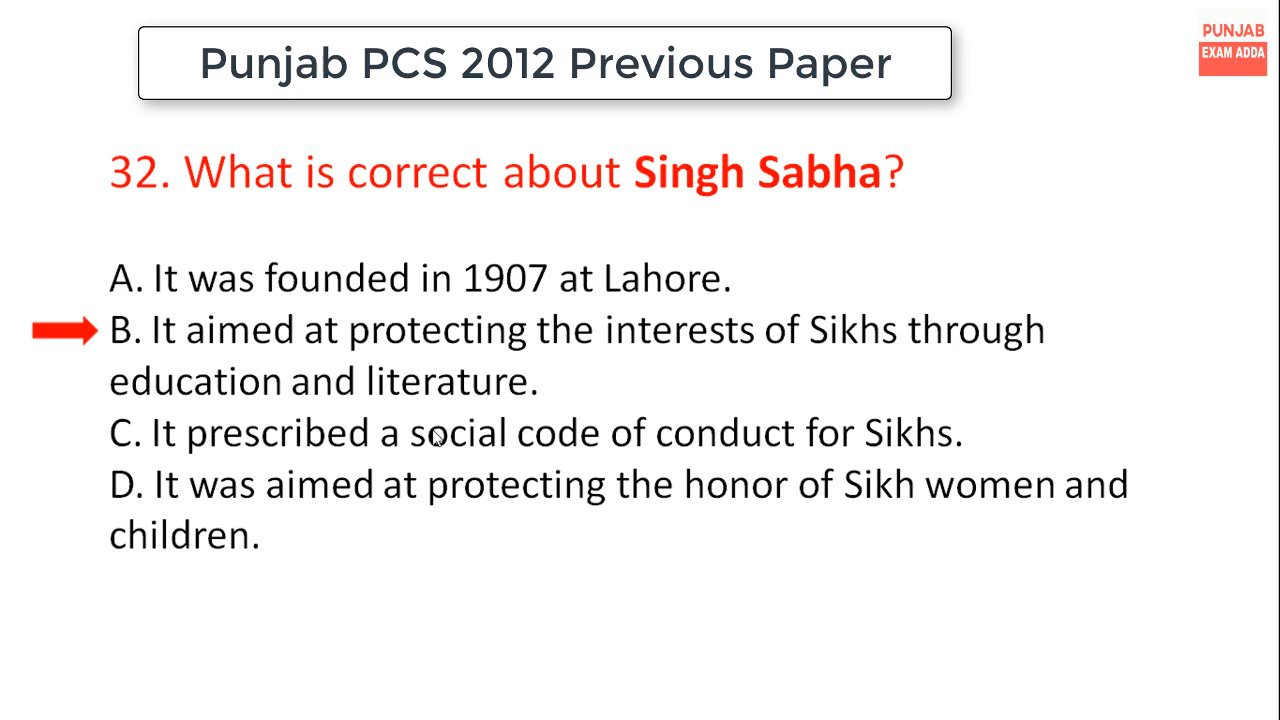 PUNJAB
EXAM ADDA
Punjab PCS 2012 Previous Paper
32. What is correct about Singh Sabha?
A. It was founded in 1907 at Lahore.
B. It aimed at protecting the interests of Sikhs through
education and literature.
C. It prescribed a social code of conduct for Sikhs.
D. It was aimed at protecting the honor of Sikh women and
children.